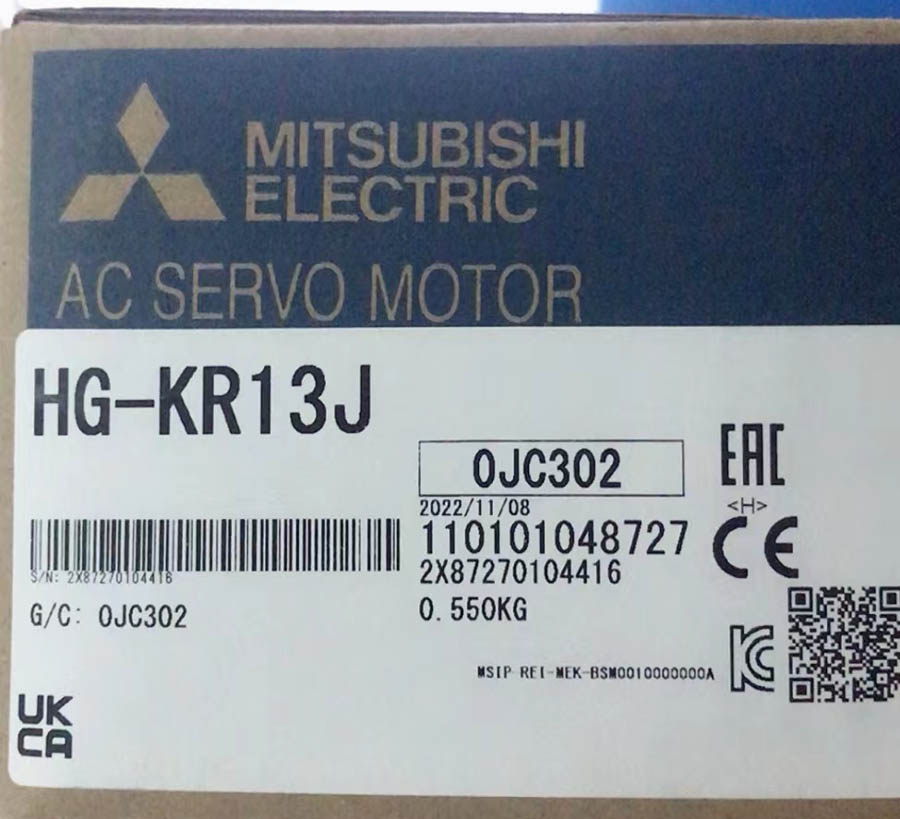 MITSUBISHI
ELECTRIC
AC SERVO MOTOR
HG-KR13J
0JC302
EAC
2022/11/08
<H>
110101048727
CE
S/N: 2X87270104416
2X87270104416
G/C: 0JC302
0.550KG
MSIP-REI-MEK-BSM0010000000A
UK
CA